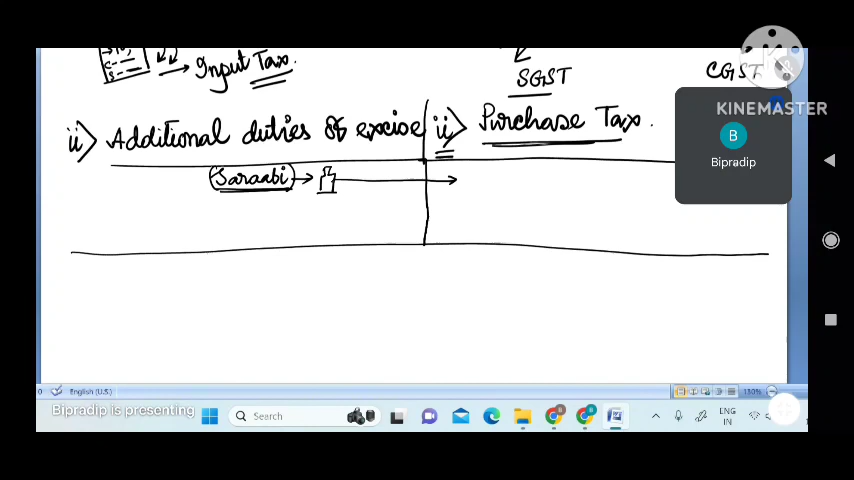 Input Tax.
SGST
CGST
KINEMASTER
ii) Additional duties of excise
ii) Purchase Tax.
B
Bipradip
Saraabi
English (U.S.)
130%
Bipradip is presenting
Search
ENG
IN